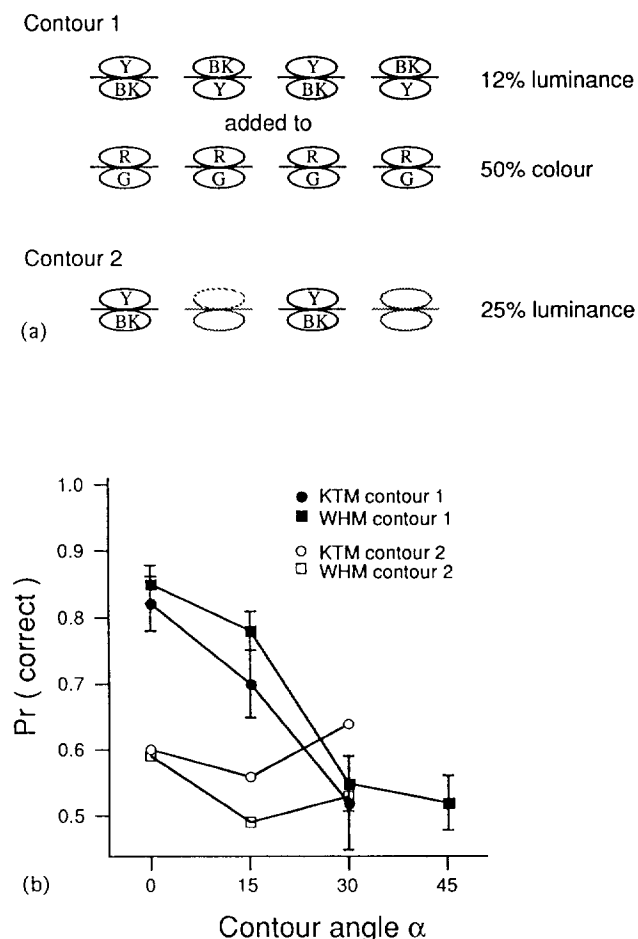 Contour 1
Y BK Y BK
BK Y BK Y
12% luminance
added to
R R R R
G G G G
50% colour
Contour 2
Y Y
BK BK
25% luminance
(a)
1.0
0.9
0.8
0.7
0.6
0.5
Pr ( correct )
KTM contour 1
WHM contour 1
KTM contour 2
WHM contour 2
(b)
0 15 30 45
Contour angle α